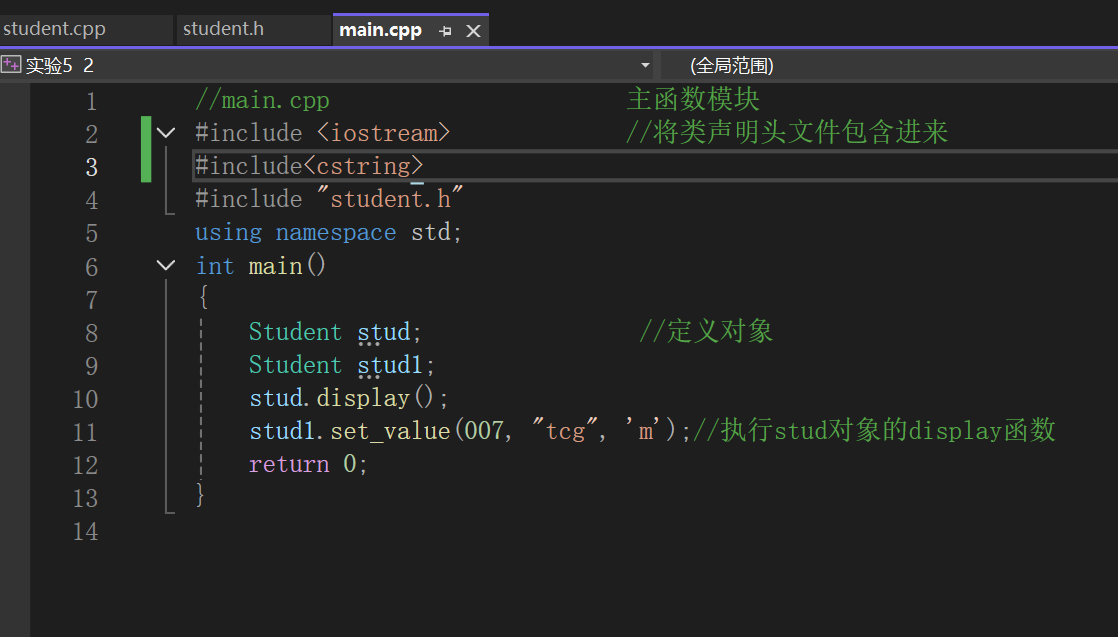 student.cpp student.h main.cpp
实验5 2 (全局范围)
1 //main.cpp 主函数模块
2 #include <iostream> //将类声明头文件包含进来
3 #include<cstring>
4 #include "student.h"
5 using namespace std;
6 int main()
7 {
8 Student stud; //定义对象
9 Student stud1;
10 stud.display();
11 stud1.set_value(007, "tcg", 'm');//执行stud对象的display函数
12 return 0;
13 }
14